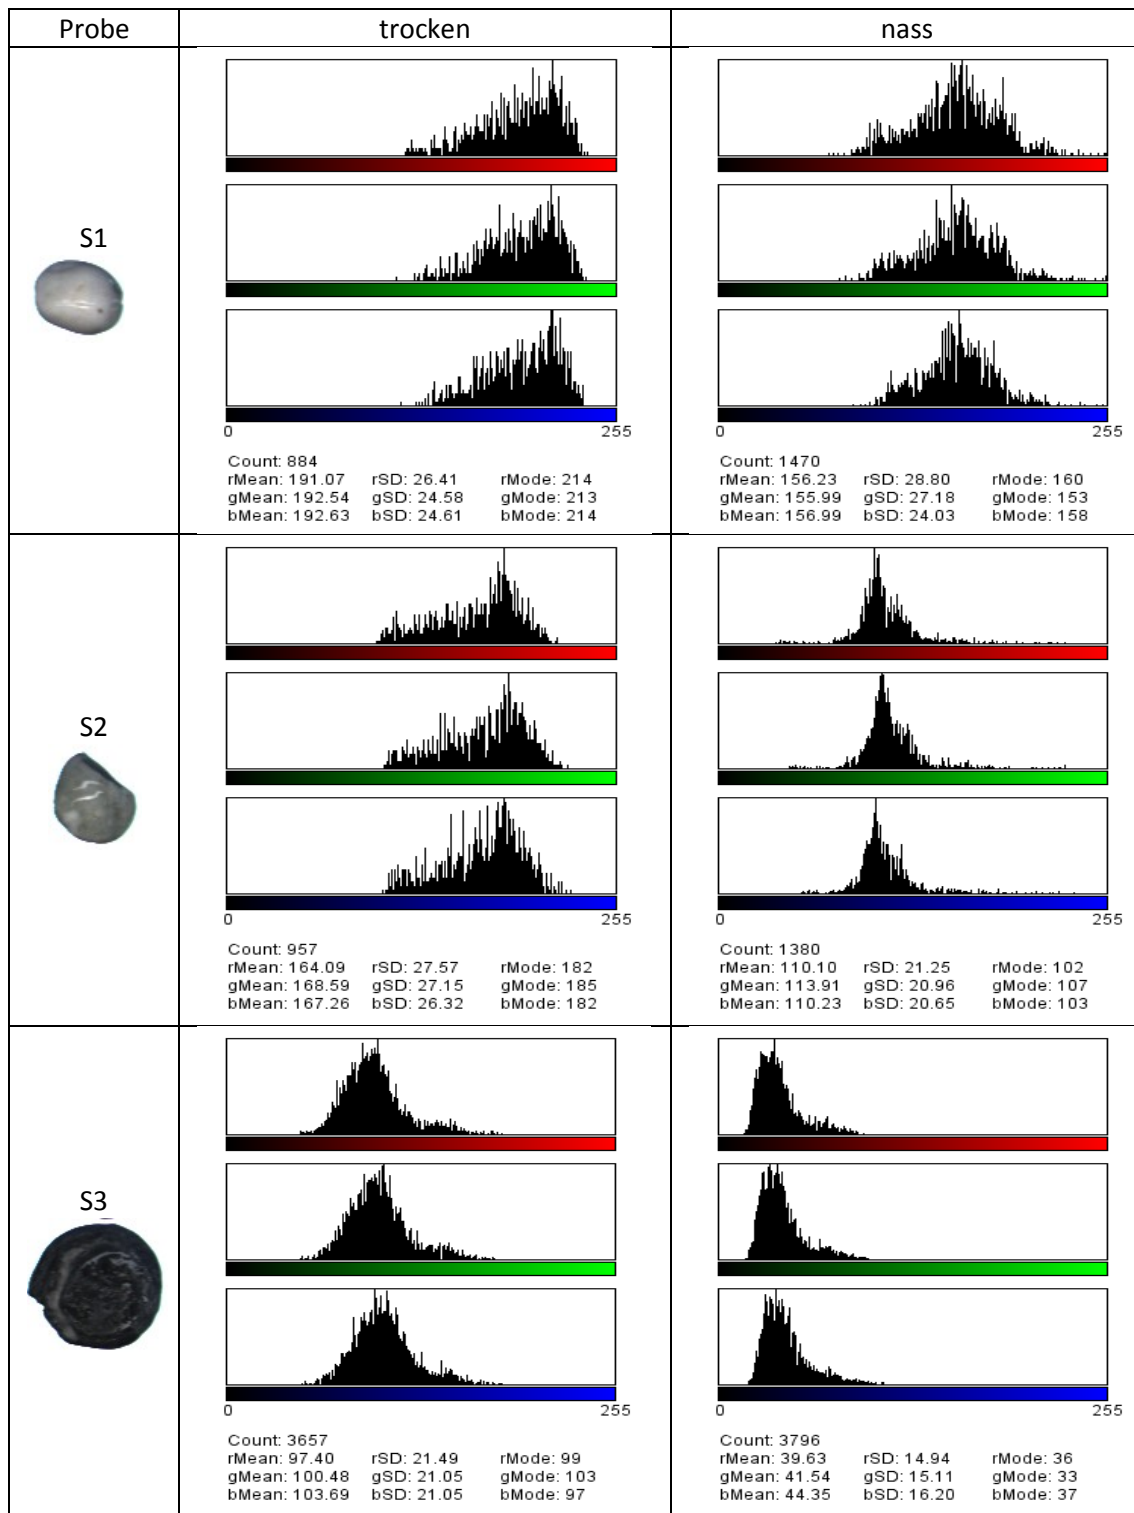 Probe trocken nass
S1
0 255
Count: 884
rMean: 191.07 rSD: 26.41 rMode: 214
gMean: 192.54 gSD: 24.58 gMode: 213
bMean: 192.63 bSD: 24.61 bMode: 214
0 255
Count: 1470
rMean: 156.23 rSD: 28.80 rMode: 160
gMean: 155.99 gSD: 27.18 gMode: 153
bMean: 156.99 bSD: 24.03 bMode: 158
S2
0 255
Count: 957
rMean: 164.09 rSD: 27.57 rMode: 182
gMean: 168.59 gSD: 27.15 gMode: 185
bMean: 167.26 bSD: 26.32 bMode: 182
0 255
Count: 1380
rMean: 110.10 rSD: 21.25 rMode: 102
gMean: 113.91 gSD: 20.96 gMode: 107
bMean: 110.23 bSD: 20.65 bMode: 103
S3
0 255
Count: 3657
rMean: 97.40 rSD: 21.49 rMode: 99
gMean: 100.48 gSD: 21.05 gMode: 103
bMean: 103.69 bSD: 21.05 bMode: 97
0 255
Count: 3796
rMean: 39.63 rSD: 14.94 rMode: 36
gMean: 41.54 gSD: 15.11 gMode: 33
bMean: 44.35 bSD: 16.20 bMode: 37